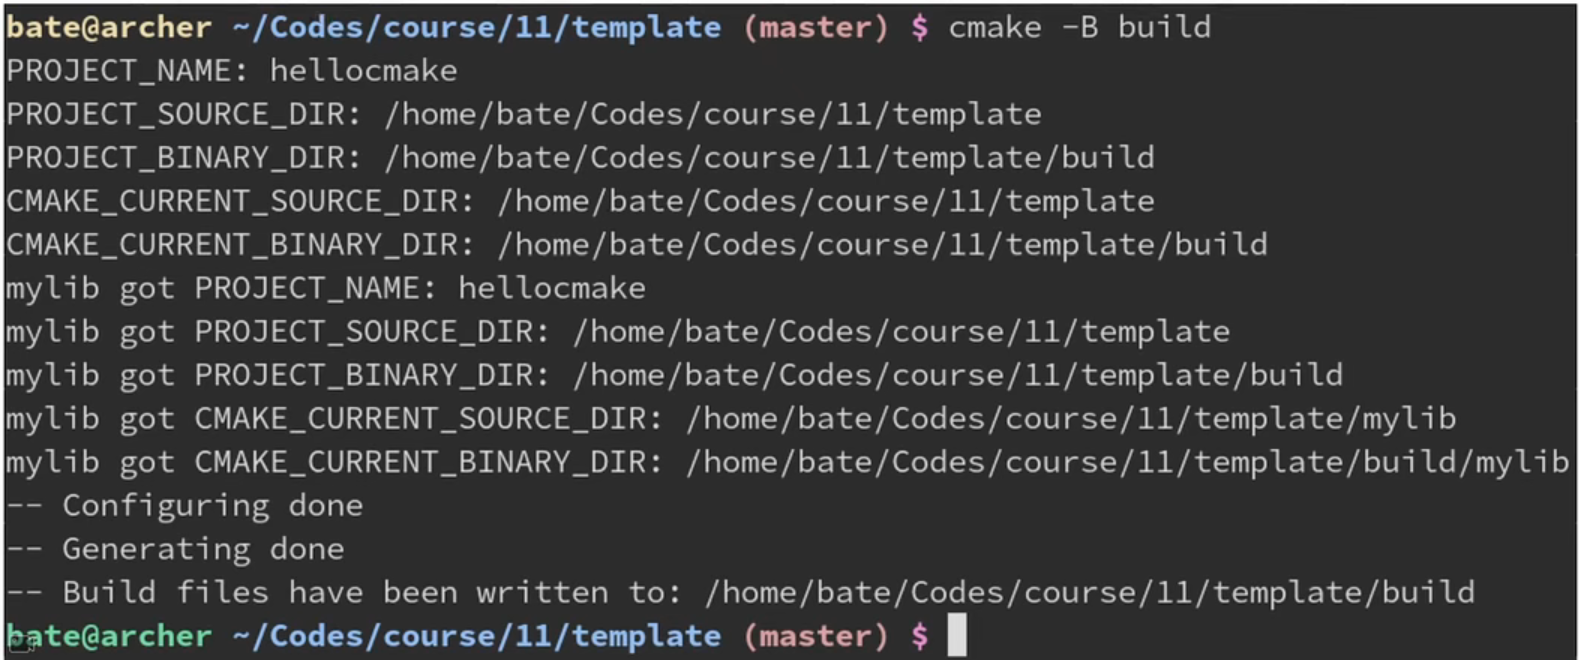 bate@archer ~/Codes/course/11/template (master) $ cmake -B build
PROJECT_NAME: hellocmake
PROJECT_SOURCE_DIR: /home/bate/Codes/course/11/template
PROJECT_BINARY_DIR: /home/bate/Codes/course/11/template/build
CMAKE_CURRENT_SOURCE_DIR: /home/bate/Codes/course/11/template
CMAKE_CURRENT_BINARY_DIR: /home/bate/Codes/course/11/template/build
mylib got PROJECT_NAME: hellocmake
mylib got PROJECT_SOURCE_DIR: /home/bate/Codes/course/11/template
mylib got PROJECT_BINARY_DIR: /home/bate/Codes/course/11/template/build
mylib got CMAKE_CURRENT_SOURCE_DIR: /home/bate/Codes/course/11/template/mylib
mylib got CMAKE_CURRENT_BINARY_DIR: /home/bate/Codes/course/11/template/build/mylib
-- Configuring done
-- Generating done
-- Build files have been written to: /home/bate/Codes/course/11/template/build
bate@archer ~/Codes/course/11/template (master) $